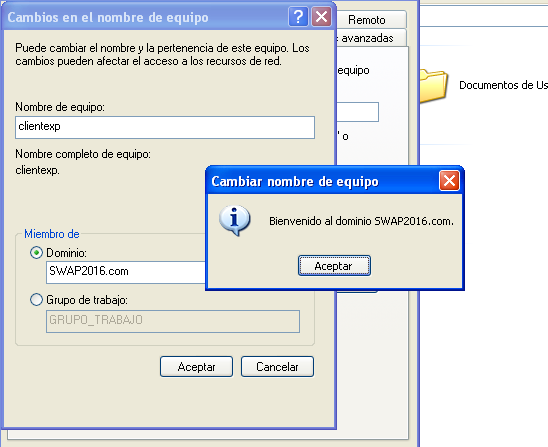 Cambios en el nombre de equipo
Puede cambiar el nombre y la pertenencia de este equipo. Los
cambios pueden afectar el acceso a los recursos de red.
Nombre de equipo:
clientexp
Nombre completo de equipo:
clientexp.
Miembro de
Dominio:
SWAP2016.com
Grupo de trabajo:
GRUPO_TRABAJO
Aceptar
Cancelar
Remoto
avanzadas
equipo
o
Cambiar nombre de equipo
Bienvenido al dominio SWAP2016.com.
Aceptar
Documentos de Us